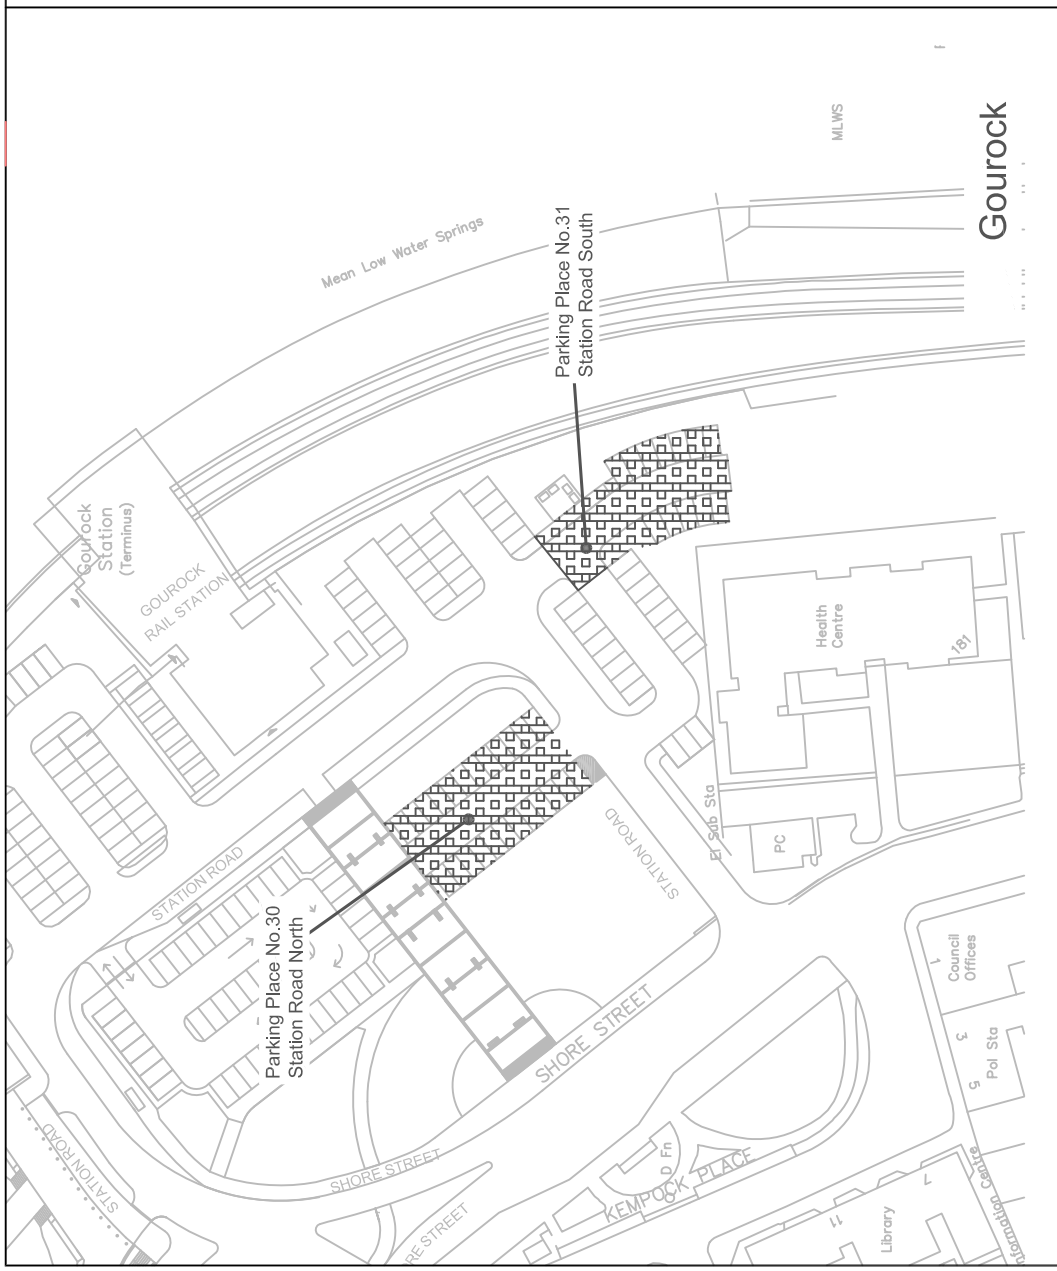 Gourock
MLWS
Mean Low Water Springs
Parking Place No.31
Station Road South
Gourock
Station
(Terminus)
GOUROCK
RAIL STATION
Health
Centre
181
El Sub Sta
PC
STATION ROAD
STATION ROAD
Parking Place No.30
Station Road North
SHORE STREET
SHORE STREET
STATION ROAD
KEMPOCK PLACE
D Fn
1
Council
Offices
3
Pol Sta
5
7
11
Library
Centre